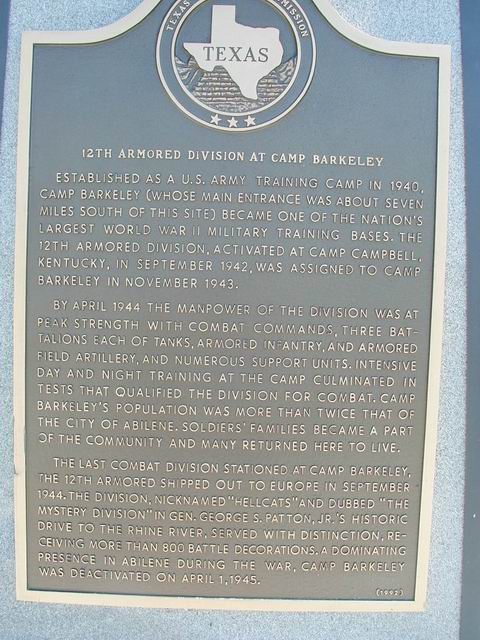 TEXAS MISSION
TEXAS
12TH ARMORED DIVISION AT CAMP BARKELEY
ESTABLISHED AS A U.S. ARMY TRAINING CAMP IN 1940,
CAMP BARKELEY (WHOSE MAIN ENTRANCE WAS ABOUT SEVEN
MILES SOUTH OF THIS SITE) BECAME ONE OF THE NATION'S
LARGEST WORLD WAR II MILITARY TRAINING BASES. THE
12TH ARMORED DIVISION, ACTIVATED AT CAMP CAMPBELL,
KENTUCKY, IN SEPTEMBER 1942, WAS ASSIGNED TO CAMP
BARKELEY IN NOVEMBER 1943.
BY APRIL 1944 THE MANPOWER OF THE DIVISION WAS AT
PEAK STRENGTH WITH COMBAT COMMANDS, THREE BAT-
TALIONS EACH OF TANKS, ARMORED INFANTRY, AND ARMORED
FIELD ARTILLERY, AND NUMEROUS SUPPORT UNITS. INTENSIVE
DAY AND NIGHT TRAINING AT THE CAMP CULMINATED IN
TESTS THAT QUALIFIED THE DIVISION FOR COMBAT. CAMP
BARKELEY'S POPULATION WAS MORE THAN TWICE THAT OF
THE CITY OF ABILENE. SOLDIERS' FAMILIES BECAME A PART
OF THE COMMUNITY AND MANY RETURNED HERE TO LIVE.
THE LAST COMBAT DIVISION STATIONED AT CAMP BARKELEY,
THE 12TH ARMORED SHIPPED OUT TO EUROPE IN SEPTEMBER
1944. THE DIVISION, NICKNAMED "HELLCATS" AND DUBBED "THE
MYSTERY DIVISION" IN GEN. GEORGE S. PATTON, JR.'S HISTORIC
DRIVE TO THE RHINE RIVER, SERVED WITH DISTINCTION, RE-
CEIVING MORE THAN 800 BATTLE DECORATIONS. A DOMINATING
PRESENCE IN ABILENE DURING THE WAR, CAMP BARKELEY
WAS DEACTIVATED ON APRIL 1, 1945.
(1992)